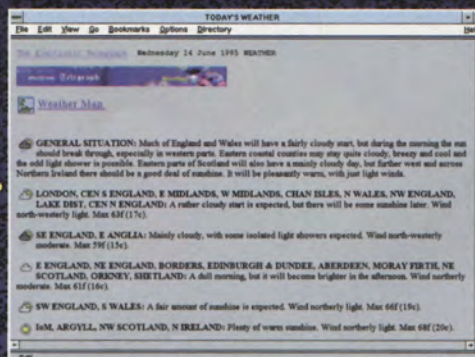 TODAY'S WEATHER
File Edit View Go Bookmarks Options Directory Hel
The Electronic Telegraph Wednesday 14 June 1995 WEATHER
Telegraph
Weather Map
GENERAL SITUATION: Much of England and Wales will have a fairly cloudy start, but during the morning the sun
should break through, especially in western parts. Eastern coastal counties may stay quite cloudy, breezy and cool and
the odd light shower is possible. Eastern parts of Scotland will also have a mainly cloudy day, but further west and across
Northern Ireland there should be a good deal of sunshine. It will be pleasantly warm, with just light winds.
LONDON, CEN S ENGLAND, E MIDLANDS, W MIDLANDS, CHAN ISLES, N WALES, NW ENGLAND,
LAKE DIST, CEN N ENGLAND: A rather cloudy start is expected, but there will be some sunshine later. Wind
north-westerly light. Max 63f (17c).
SE ENGLAND, E ANGLIA: Mainly cloudy, with some isolated light showers expected. Wind north-westerly
moderate. Max 59f (15c).
E ENGLAND, NE ENGLAND, BORDERS, EDINBURGH & DUNDEE, ABERDEEN, MORAY FIRTH, NE
SCOTLAND, ORKNEY, SHETLAND: A dull morning, but it will become brighter in the afternoon. Wind northerly
moderate. Max 61f (16c).
SW ENGLAND, S WALES: A fair amount of sunshine is expected. Wind northerly light. Max 66f (19c).
IoM, ARGYLL, NW SCOTLAND, N IRELAND: Plenty of warm sunshine. Wind northerly light. Max 68f (20c).